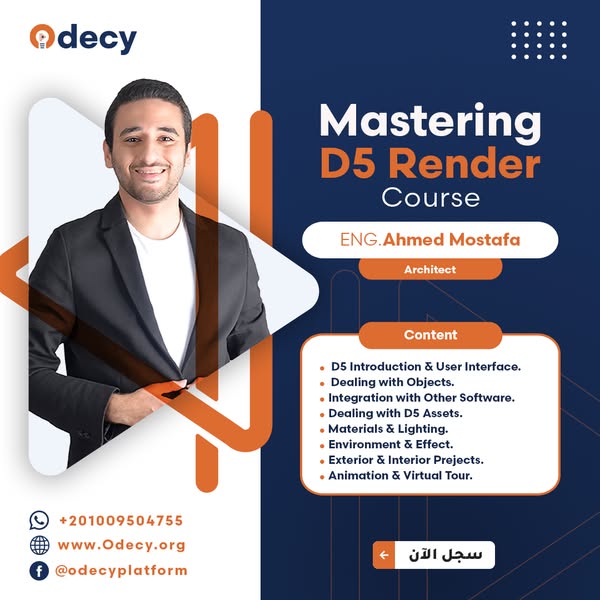 Odecy
Mastering
D5 Render
Course
ENG.Ahmed Mostafa
Architect
Content
D5 Introduction & User Interface.
Dealing with Objects.
Integration with Other Software.
Dealing with D5 Assets.
Materials & Lighting.
Environment & Effect.
Exterior & Interior Prejects.
Animation & Virtual Tour.
+201009504755
www.Odecy.org
@odecyplatform
سجل الآن